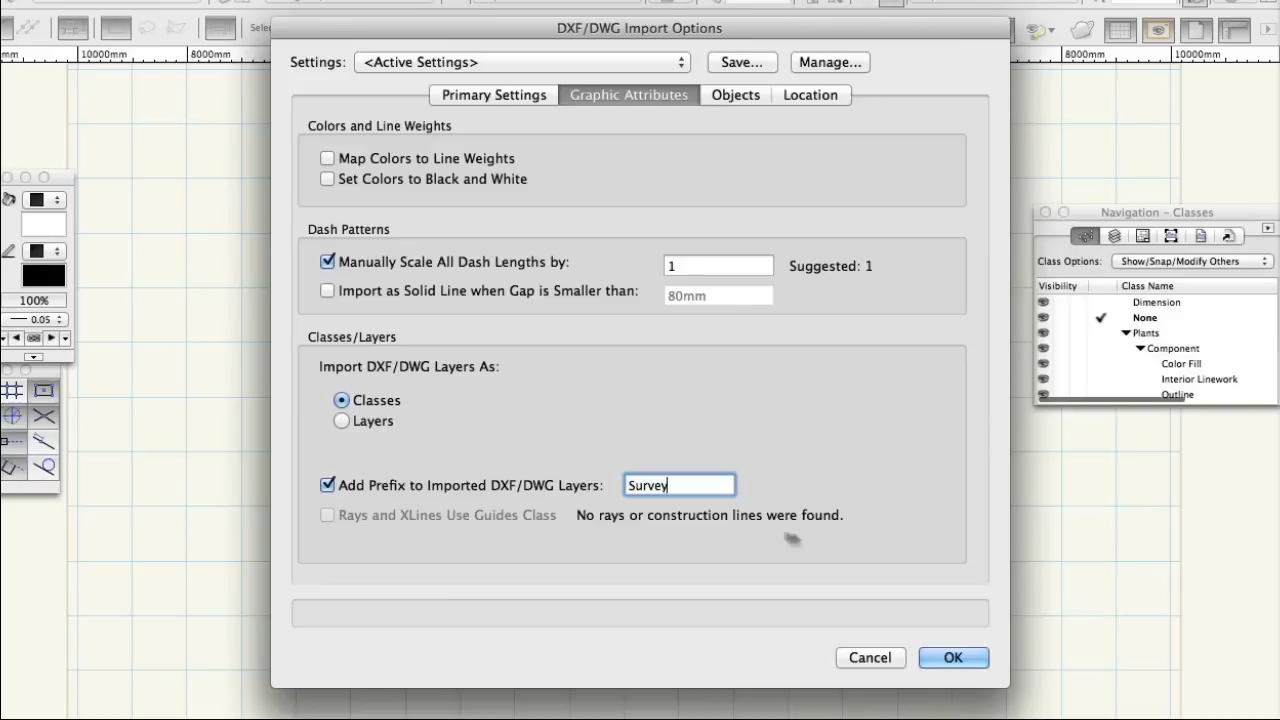 DXF/DWG Import Options
Sele
mm
10000mm
8000mm
8000mm
10000mm
Settings: <Active Settings> Save... Manage...
Primary Settings Graphic Attributes Objects Location
Colors and Line Weights
Map Colors to Line Weights
Set Colors to Black and White
Dash Patterns
Manually Scale All Dash Lengths by: 1 Suggested: 1
Import as Solid Line when Gap is Smaller than: 80mm
Classes/Layers
Import DXF/DWG Layers As:
Classes
Layers
Add Prefix to Imported DXF/DWG Layers: Survey
Rays and XLines Use Guides Class No rays or construction lines were found.
Cancel OK
100%
0.05
Navigation - Classes
Class Options: Show/Snap/Modify Others
Visibility Class Name
Dimension
None
Plants
Component
Color Fill
Interior Linework
Outline